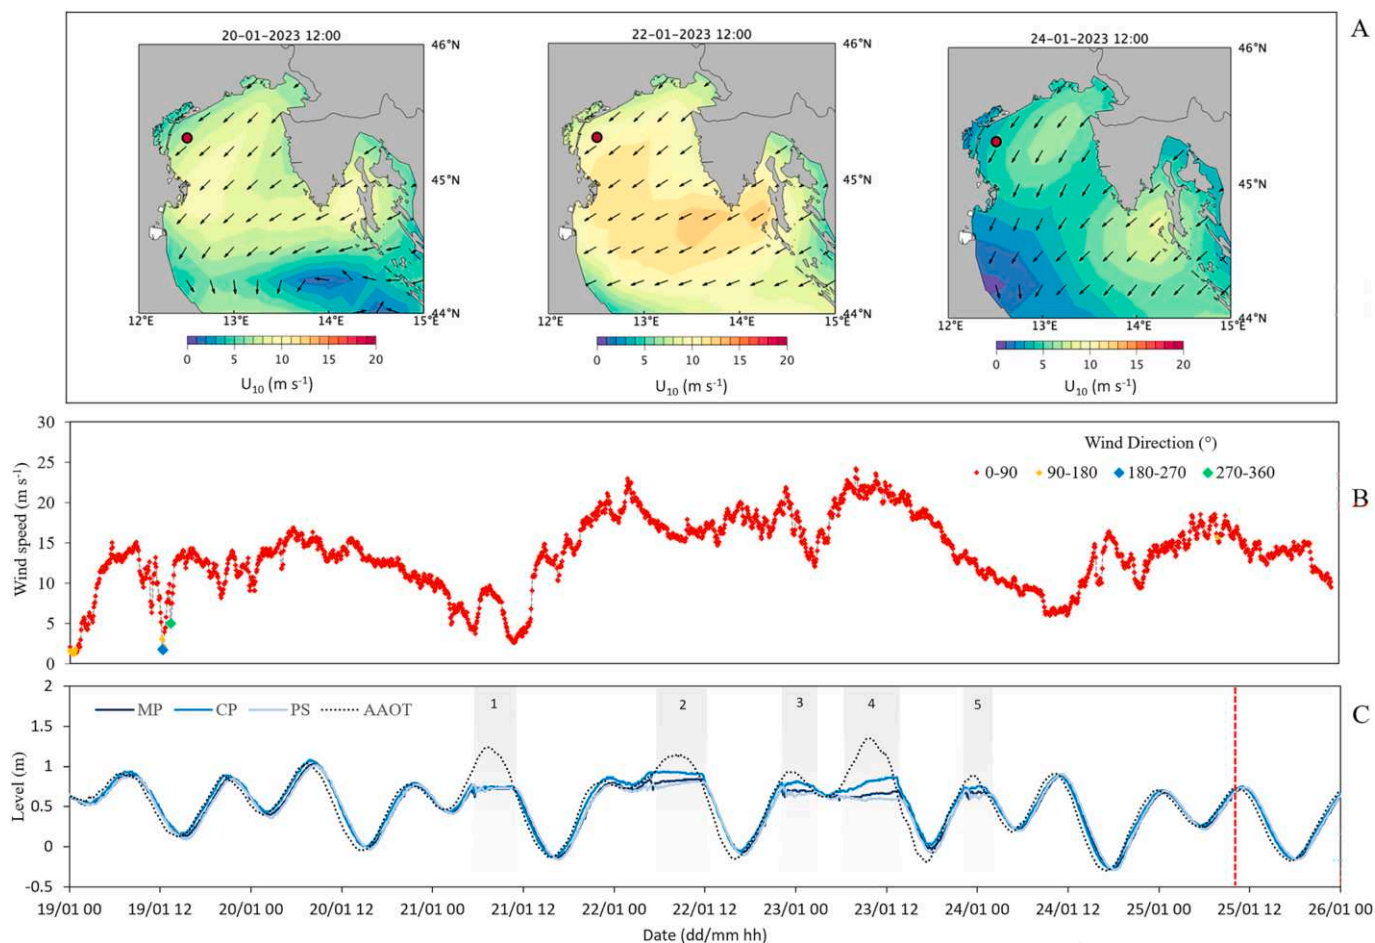 A
20-01-2023 12:00
22-01-2023 12:00
24-01-2023 12:00
46°N
46°N
46°N
45°N
45°N
45°N
44°N
44°N
44°N
12°E 13°E 14°E 15°E
12°E 13°E 14°E 15°E
12°E 13°E 14°E 15°E
0 5 10 15 20
0 5 10 15 20
0 5 10 15 20
U10 (m s-1)
U10 (m s-1)
U10 (m s-1)
B
Wind speed (m s-1)
30
25
20
15
10
5
0
Wind Direction (°)
0-90 90-180 180-270 270-360
C
Level (m)
2
1.5
1
0.5
0
-0.5
MP CP PS AAOT
1 2 3 4 5
19/01 00 19/01 12 20/01 00 20/01 12 21/01 00 21/01 12 22/01 00 22/01 12 23/01 00 23/01 12 24/01 00 24/01 12 25/01 00 25/01 12 26/01 00
Date (dd/mm hh)